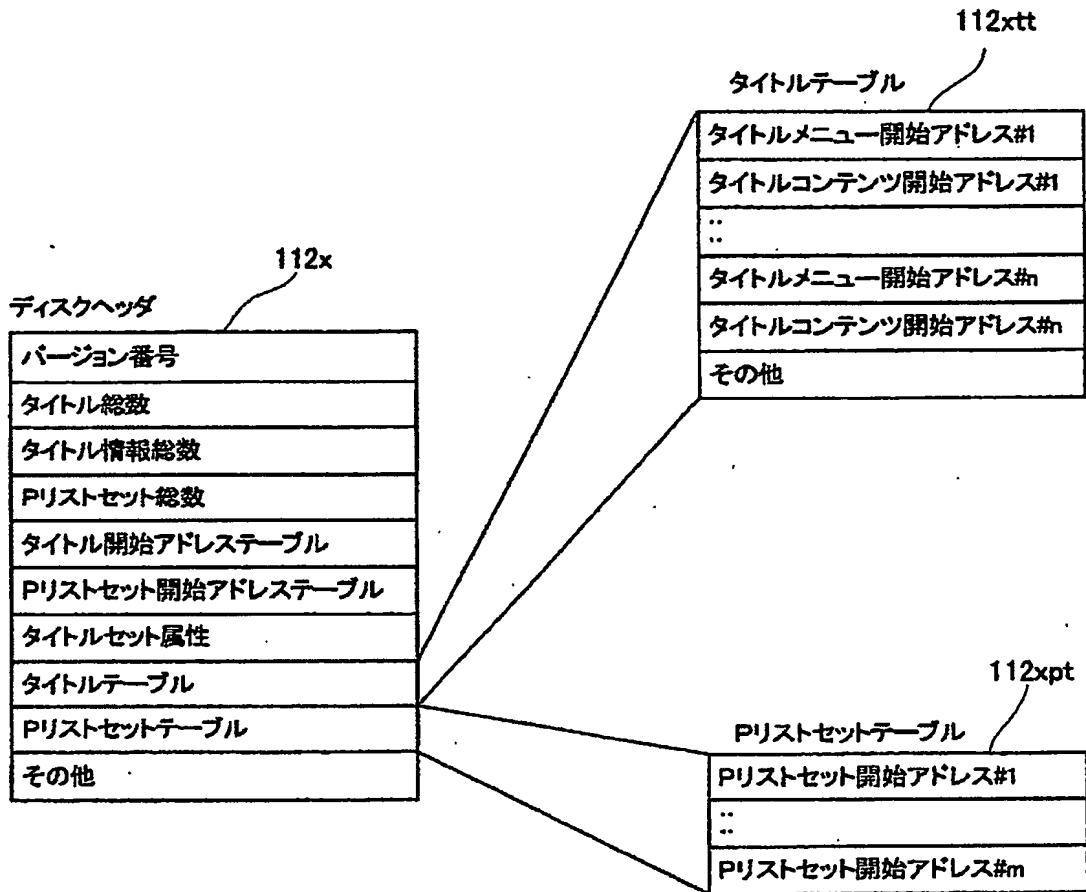 112xtt
タイトルテーブル
タイトルメニュー開始アドレス#1
タイトルコンテンツ開始アドレス#1
::
タイトルメニュー開始アドレス#n
タイトルコンテンツ開始アドレス#n
その他
112x
ディスクヘッダ
バージョン番号
タイトル総数
タイトル情報総数
Pリストセット総数
タイトル開始アドレステーブル
Pリストセット開始アドレステーブル
タイトルセット属性
タイトルテーブル
Pリストセットテーブル
その他
112xpt
Pリストセットテーブル
Pリストセット開始アドレス#1
::
Pリストセット開始アドレス#m